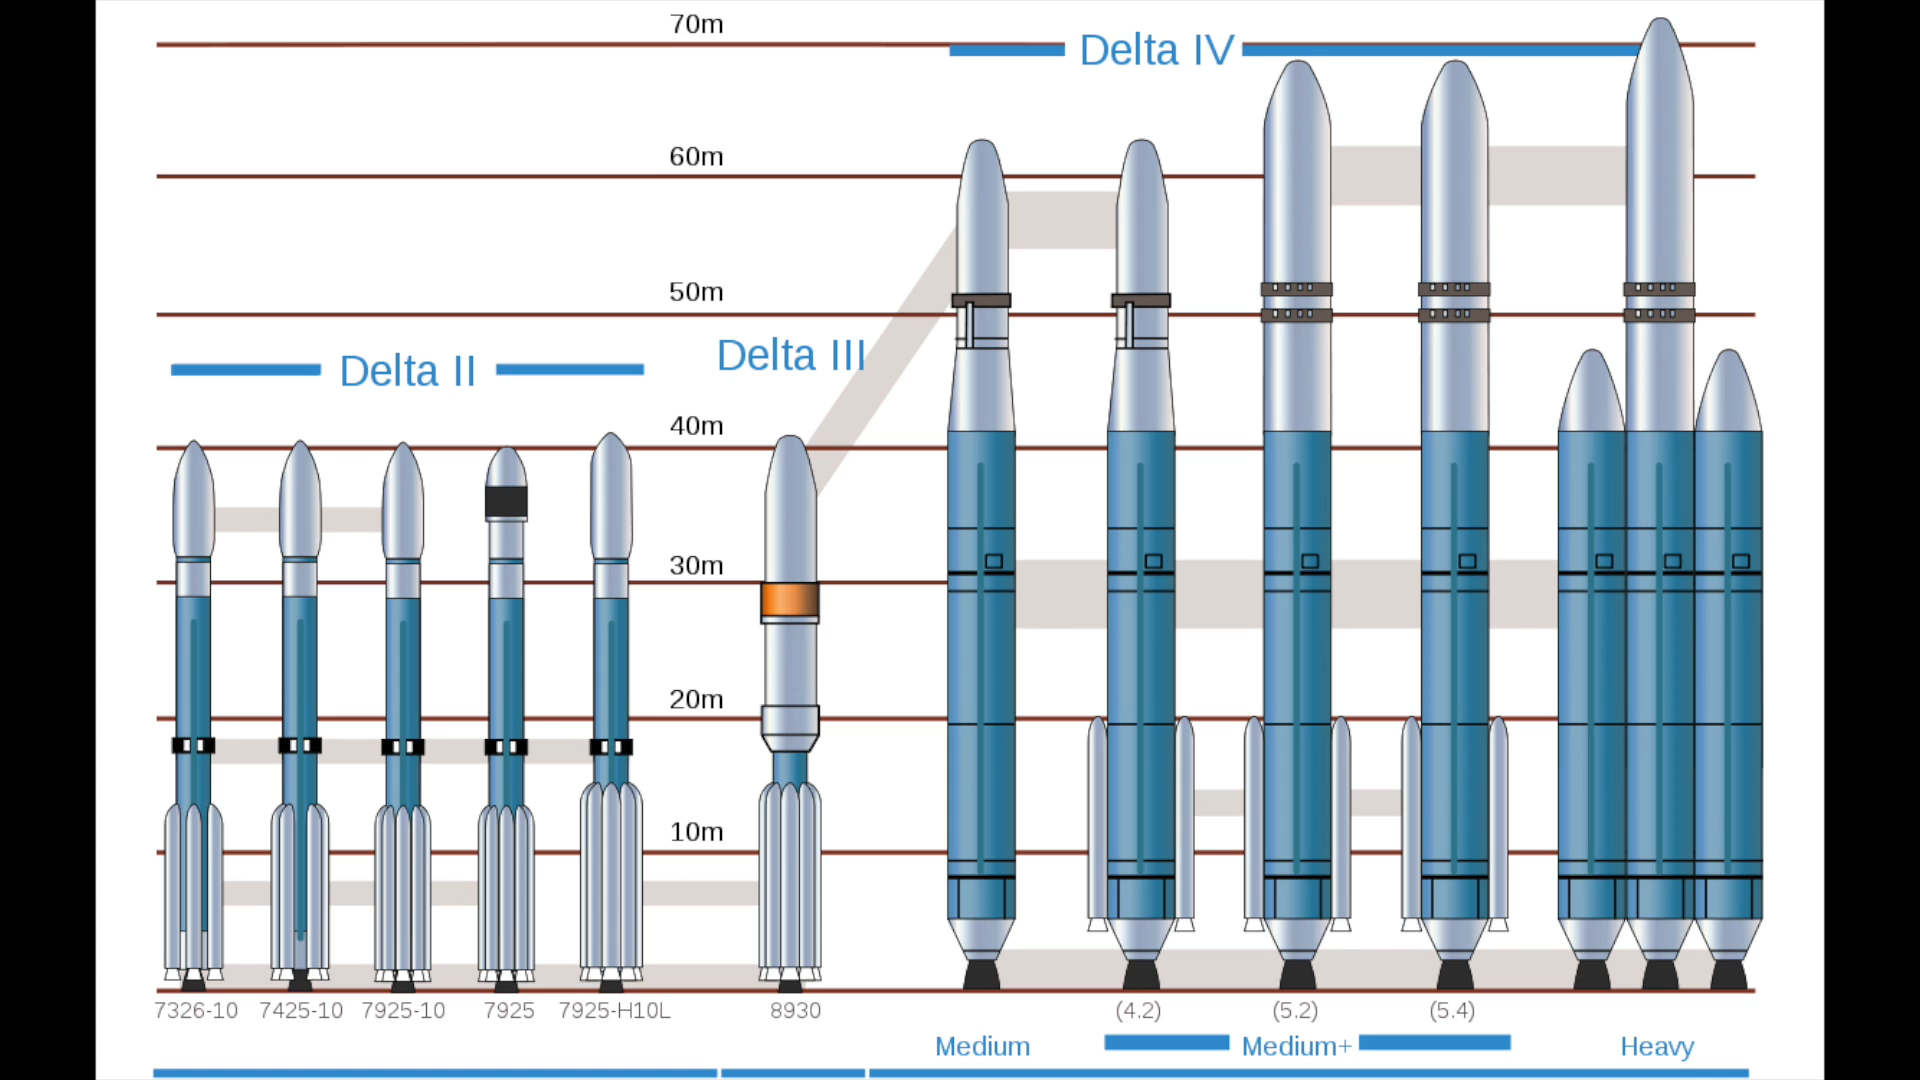 70m
Delta IV
60m
50m
Delta II
Delta III
40m
30m
20m
10m
7326-10 7425-10 7925-10 7925 7925-H10L 8930 (4.2) (5.2) (5.4)
Medium Medium+ Heavy